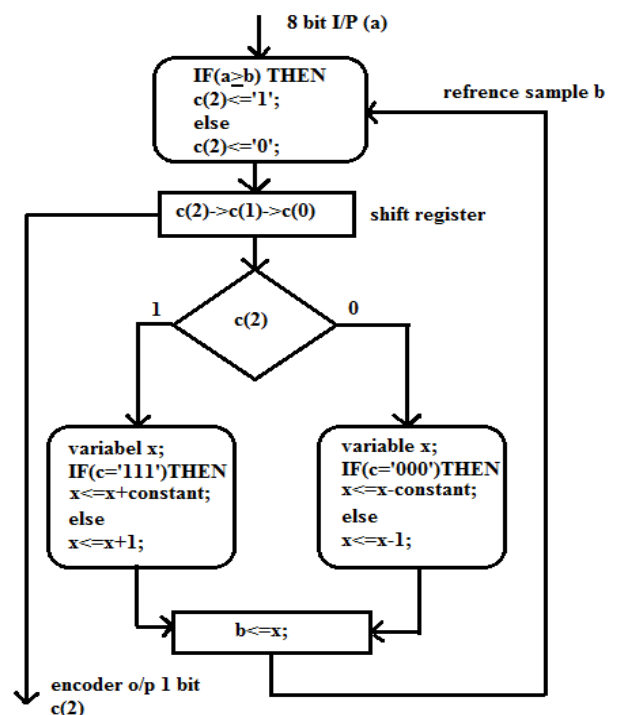 8 bit I/P (a)
IF(a≥b) THEN
c(2)<='1';
else
c(2)<='0';
refrence sample b
c(2)->c(1)->c(0)
shift register
1
c(2)
0
variabel x;
IF(c='111')THEN
x<=x+constant;
else
x<=x+1;
variable x;
IF(c='000')THEN
x<=x-constant;
else
x<=x-1;
b<=x;
encoder o/p 1 bit
c(2)